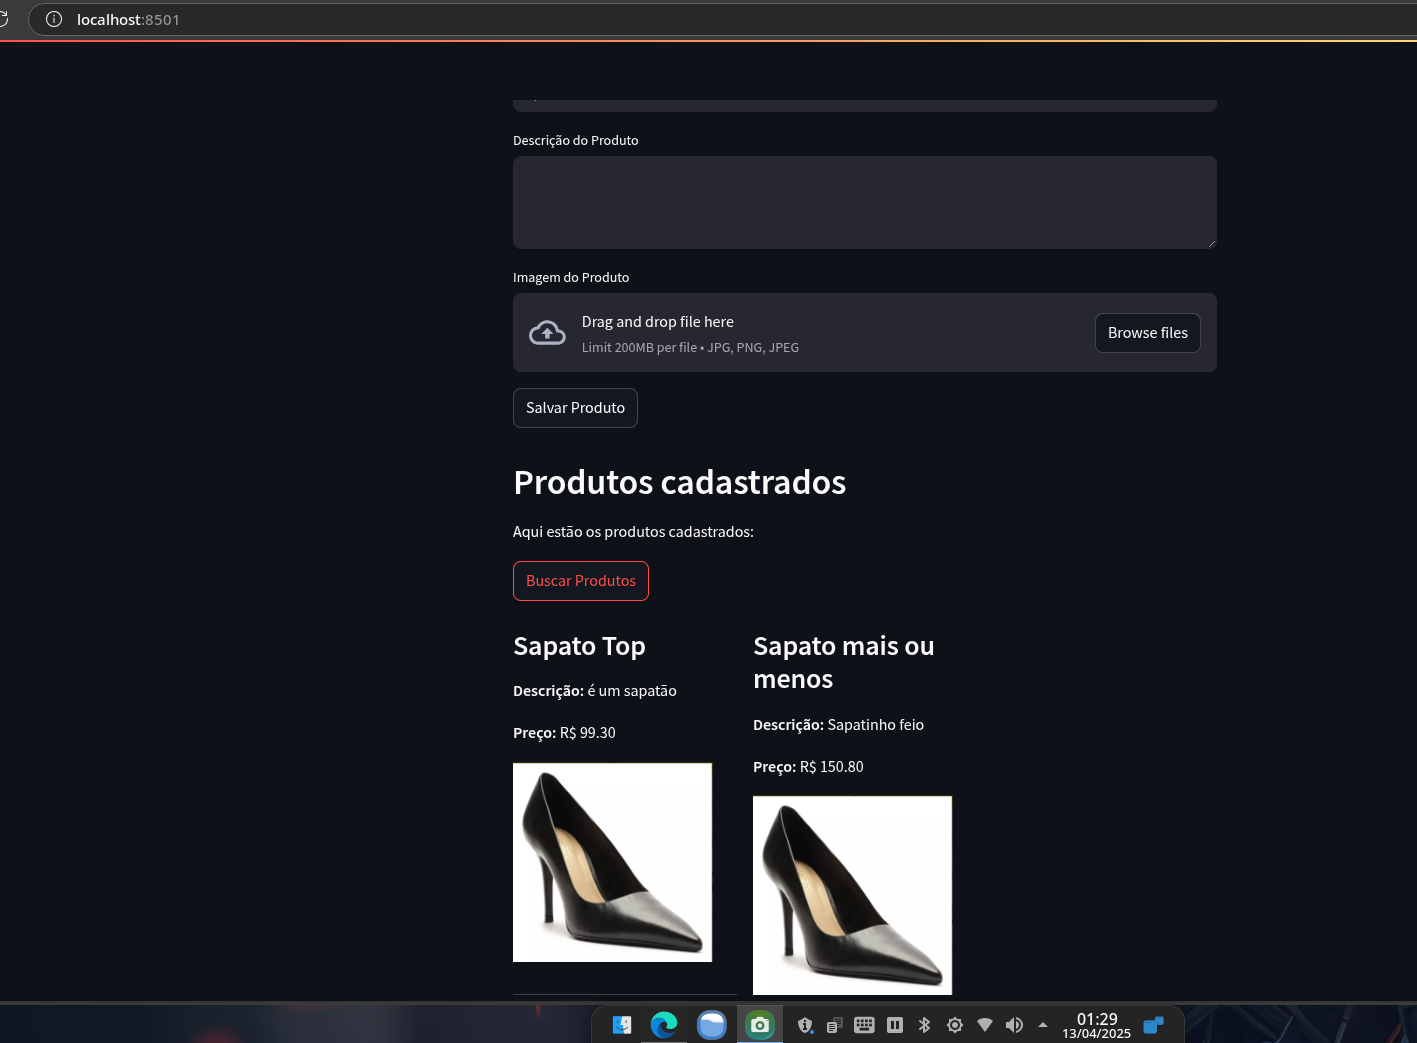 localhost:8501
Descrição do Produto
Imagem do Produto
Drag and drop file here
Limit 200MB per file • JPG, PNG, JPEG
Browse files
Salvar Produto
Produtos cadastrados
Aqui estão os produtos cadastrados:
Buscar Produtos
Sapato Top
Descrição: é um sapatão
Preço: R$ 99.30
Sapato mais ou
menos
Descrição: Sapatinho feio
Preço: R$ 150.80
01:29
13/04/2025